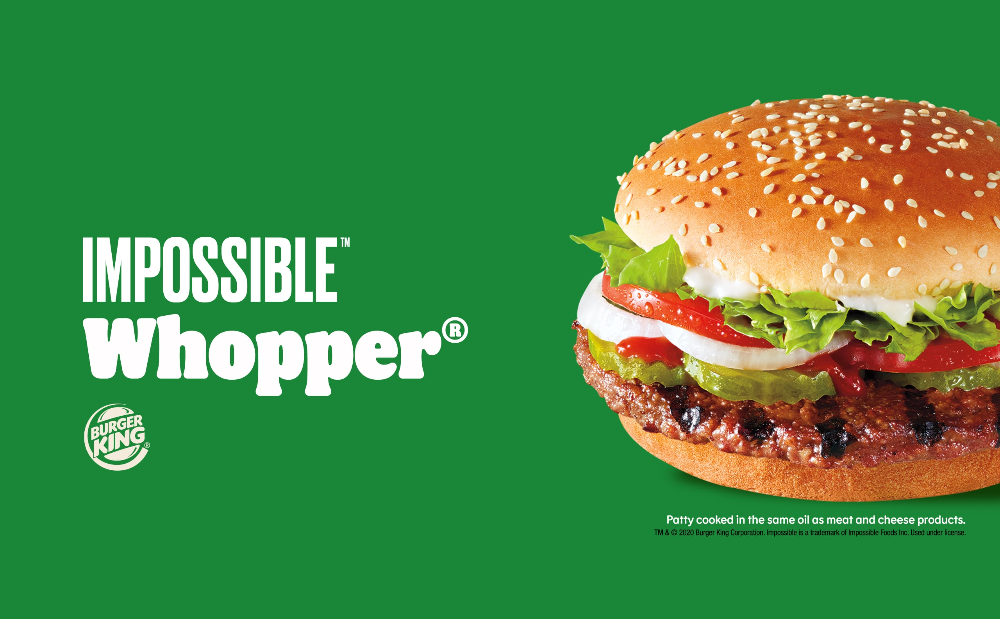 IMPOSSIBLE™
Whopper®
BURGER
KING®
Patty cooked in the same oil as meat and cheese products.
TM & © 2020 Burger King Corporation. Impossible is a trademark of Impossible Foods Inc. Used under license.